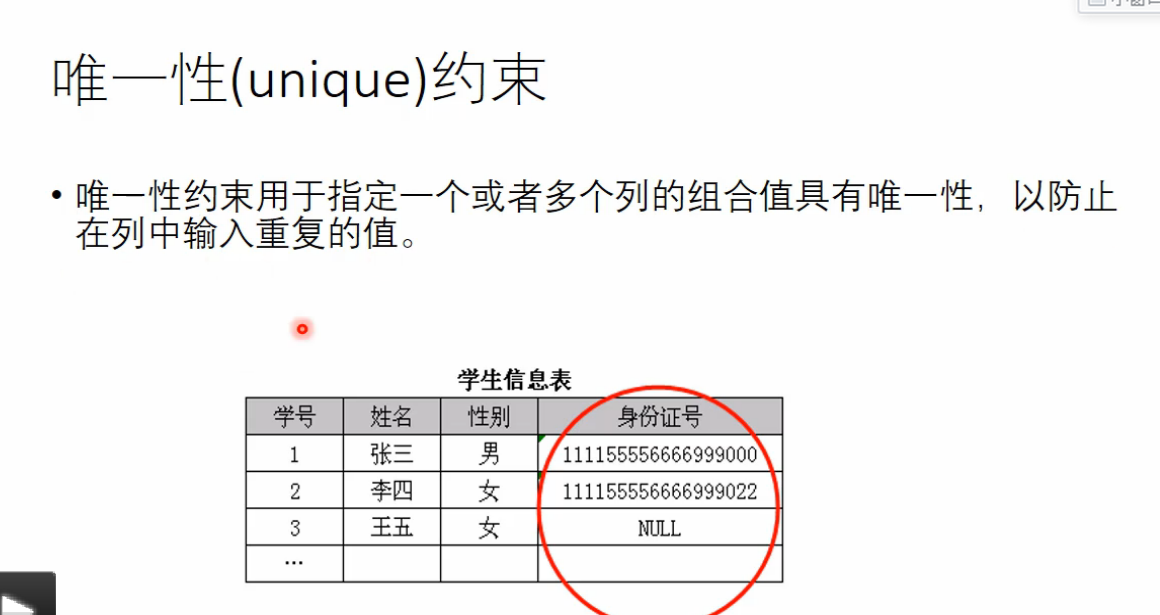 唯一性(unique)约束
• 唯一性约束用于指定一个或者多个列的组合值具有唯一性，以防止
在列中输入重复的值。
学生信息表
学号 姓名 性别 身份证号
1 张三 男 1111555556666999000
2 李四 女 1111555556666999022
3 王五 女 NULL
…